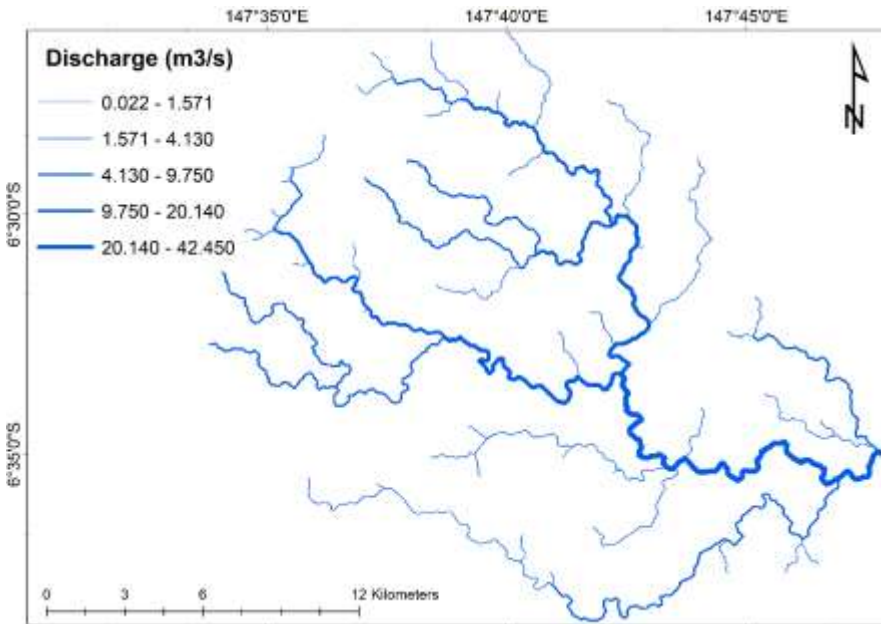 147°35'0"E 147°40'0"E 147°45'0"E
Discharge (m3/s)
0.022 - 1.571
1.571 - 4.130
4.130 - 9.750
9.750 - 20.140
20.140 - 42.450
N
6°30'0"S
6°35'0"S
0 3 6 12 Kilometers